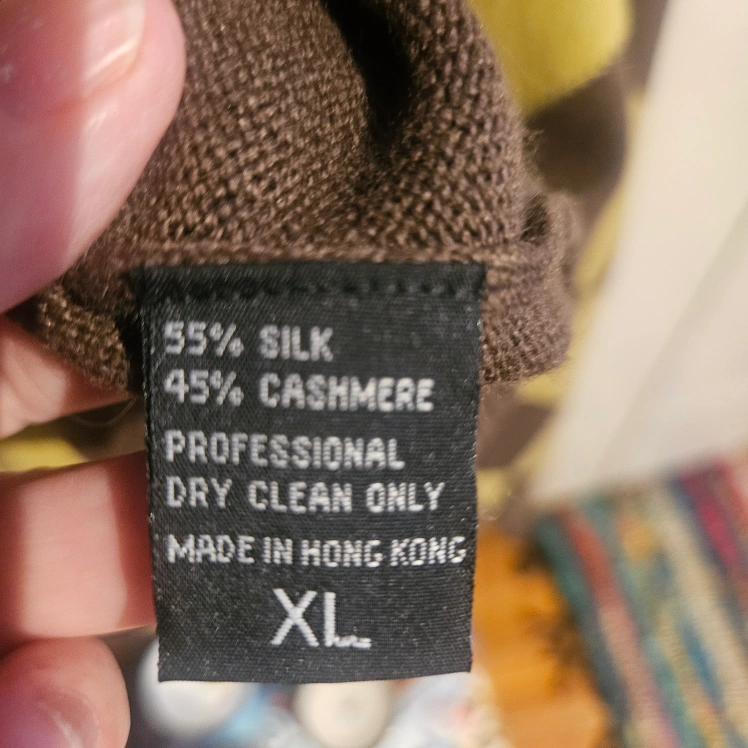 55% SILK
45% CASHMERE
PROFESSIONAL
DRY CLEAN ONLY
MADE IN HONG KONG
XL